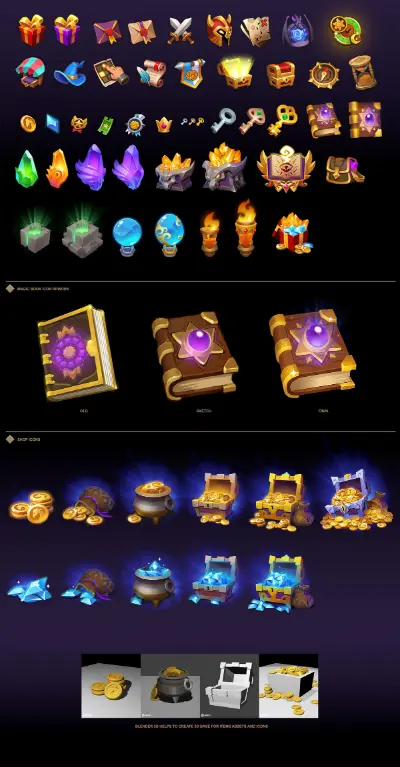 MAGIC BOOK ICON REWORK
OLD
SKETCH
FINAL
SHOP ICONS
BLENDER 3D HELPS TO CREATE 3D BASE FOR ITEMS ASSETS AND ICONS